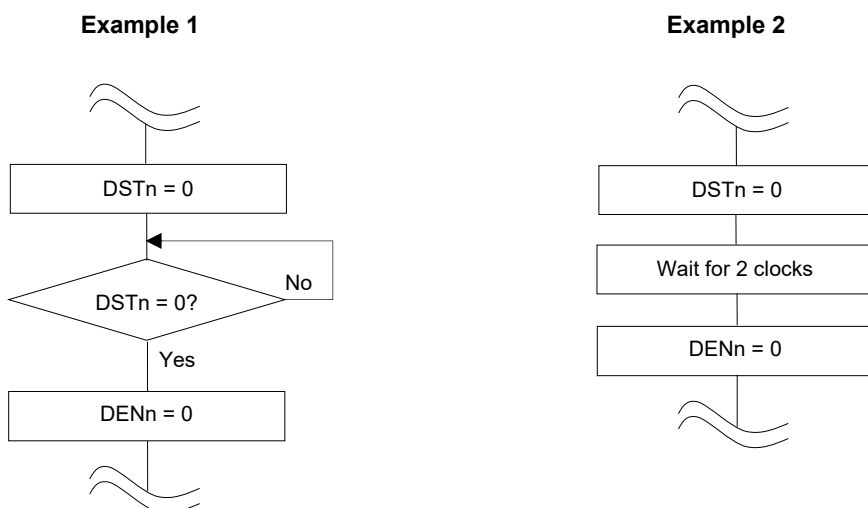 Example 1
DSTn = 0
DSTn = 0?
No
Yes
DENn = 0
Example 2
DSTn = 0
Wait for 2 clocks
DENn = 0